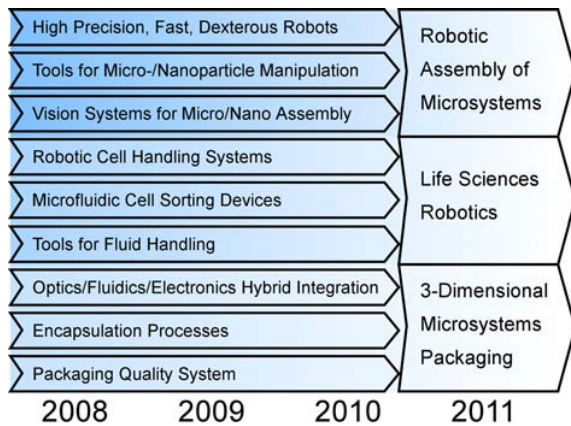 High Precision, Fast, Dexterous Robots
Tools for Micro-/Nanoparticle Manipulation
Vision Systems for Micro/Nano Assembly
Robotic Assembly of Microsystems
Robotic Cell Handling Systems
Microfluidic Cell Sorting Devices
Tools for Fluid Handling
Life Sciences
Robotics
Optics/Fluidics/Electronics Hybrid Integration
Encapsulation Processes
Packaging Quality System
3-Dimensional
Microsystems
Packaging
2008 2009 2010 2011